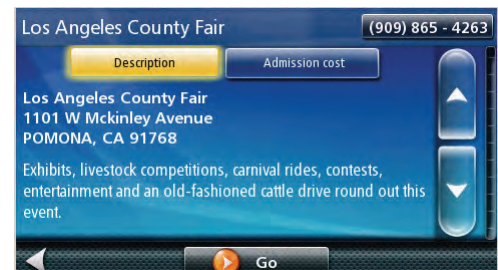 Los Angeles County Fair
(909) 865 - 4263
Description
Admission cost
Los Angeles County Fair
1101 W Mckinley Avenue
POMONA, CA 91768
Exhibits, livestock competitions, carnival rides, contests,
entertainment and an old-fashioned cattle drive round out this
event.
Go